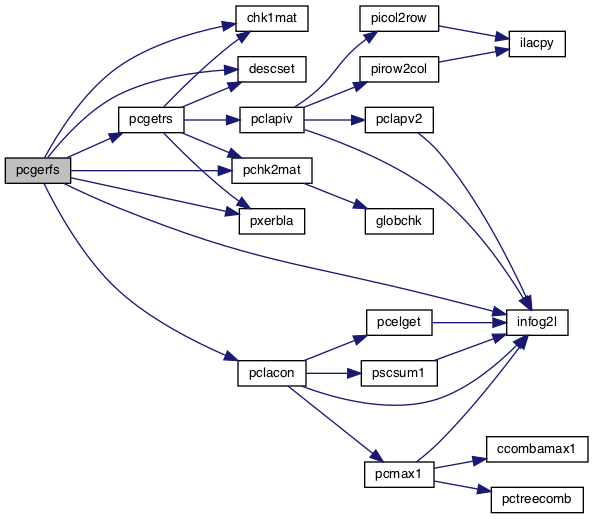 chk1mat
picol2row
ilacpy
descset
pirow2col
pcgetrs
pclapiv
pclapv2
pcgerfs
pchk2mat
pxerbla
globchk
pcelget
infog2l
pclacon
pscsum1
ccombamax1
pcmax1
pctreecomb